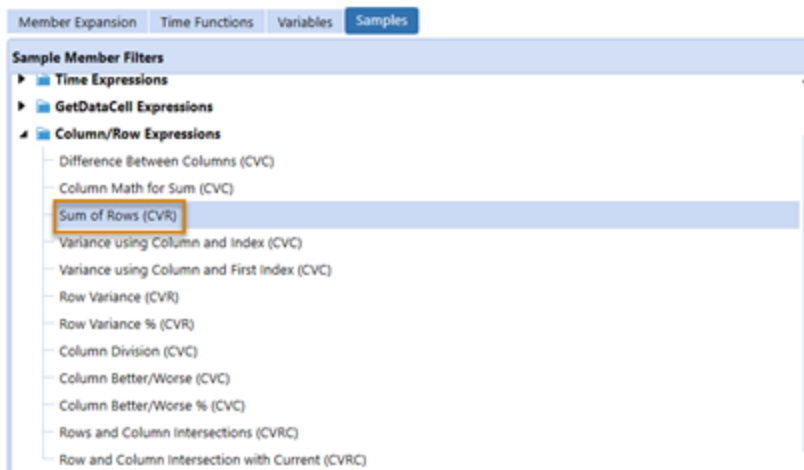 Member Expansion Time Functions Variables Samples
Sample Member Filters
Time Expressions
GetDataCell Expressions
Column/Row Expressions
Difference Between Columns (CVC)
Column Math for Sum (CVC)
Sum of Rows (CVR)
Variance using Column and Index (CVC)
Variance using Column and First Index (CVC)
Row Variance (CVR)
Row Variance % (CVR)
Column Division (CVC)
Column Better/Worse (CVC)
Column Better/Worse % (CVC)
Rows and Column Intersections (CVRC)
Row and Column Intersection with Current (CVRC)